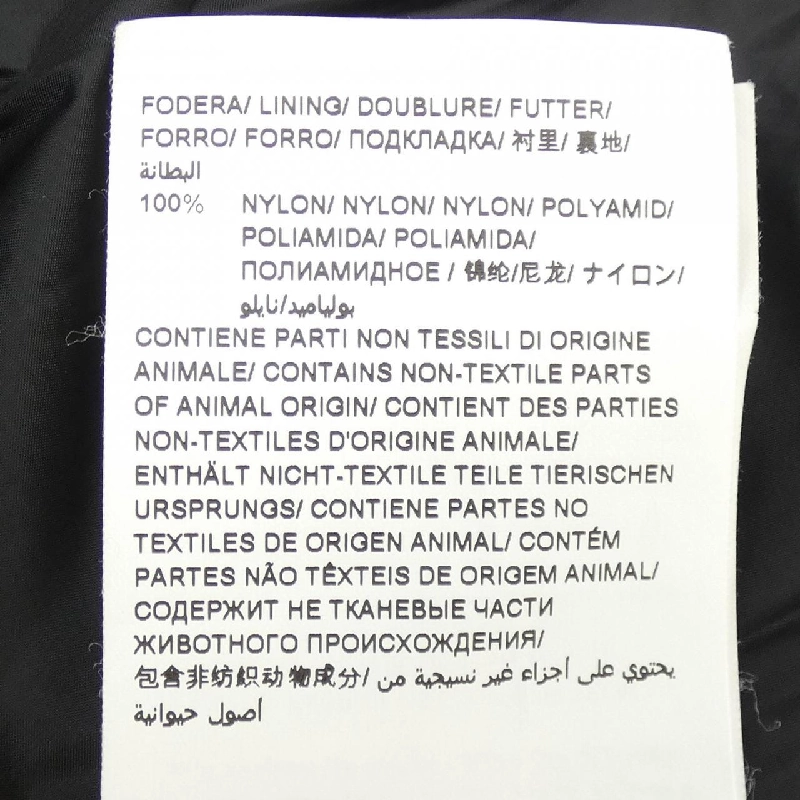 FODERA/ LINING/ DOUBLURE/ FUTTER/
FORRO/ FORRO/ ПОДКЛАДКА/ 衬里/ 裏地/
البطانة
100% NYLON/ NYLON/ NYLON/ POLYAMID/
POLIAMIDA/ POLIAMIDA/
ПОЛИАМИДНОЕ / 锦纶/尼龙/ ナイロン/
بولياميد/نايلو
CONTIENE PARTI NON TESSILI DI ORIGINE
ANIMALE/ CONTAINS NON-TEXTILE PARTS
OF ANIMAL ORIGIN/ CONTIENT DES PARTIES
NON-TEXTILES D'ORIGINE ANIMALE/
ENTHÄLT NICHT-TEXTILE TEILE TIERISCHEN
URSPRUNGS/ CONTIENE PARTES NO
TEXTILES DE ORIGEN ANIMAL/ CONTÉM
PARTES NÃO TÊXTEIS DE ORIGEM ANIMAL/
СОДЕРЖИТ НЕ ТКАНЕВЫЕ ЧАСТИ
ЖИВОТНОГО ПРОИСХОЖДЕНИЯ/
包含非纺织动物成分/ يحتوي على أجزاء غير نسيجية من
اصول حيوانية